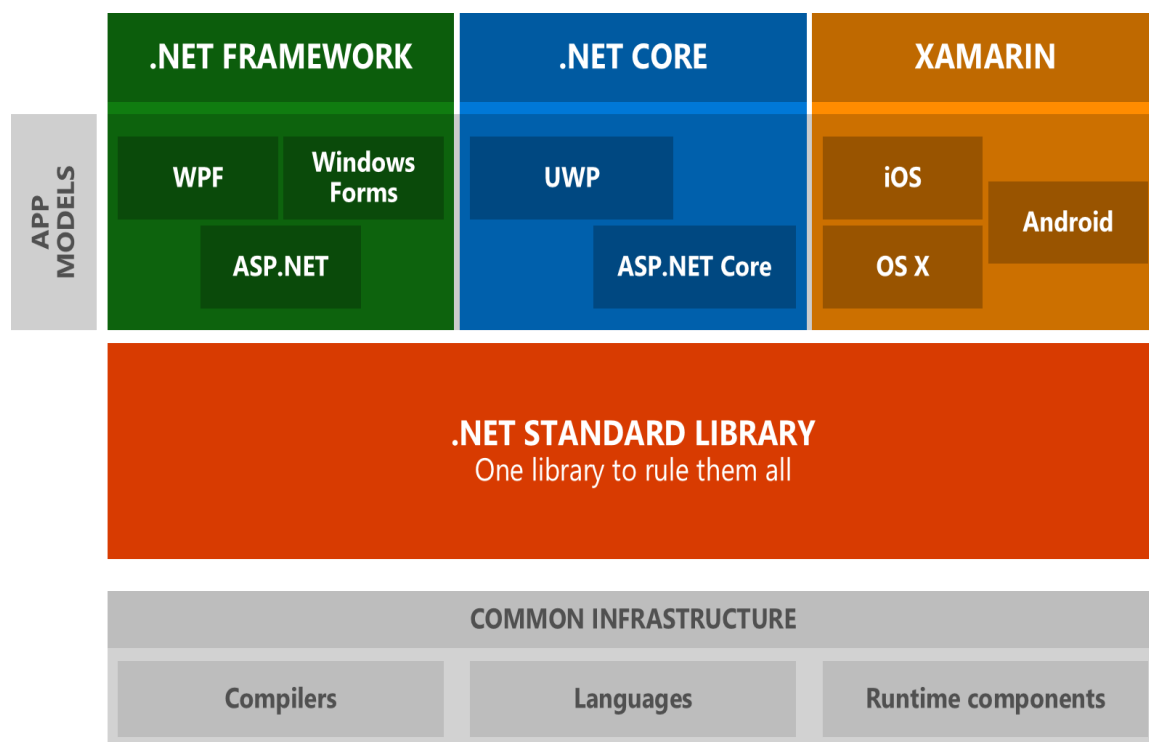 .NET FRAMEWORK
.NET CORE
XAMARIN
APP
MODELS
WPF
Windows
Forms
ASP.NET
UWP
ASP.NET Core
iOS
Android
OS X
.NET STANDARD LIBRARY
One library to rule them all
COMMON INFRASTRUCTURE
Compilers
Languages
Runtime components